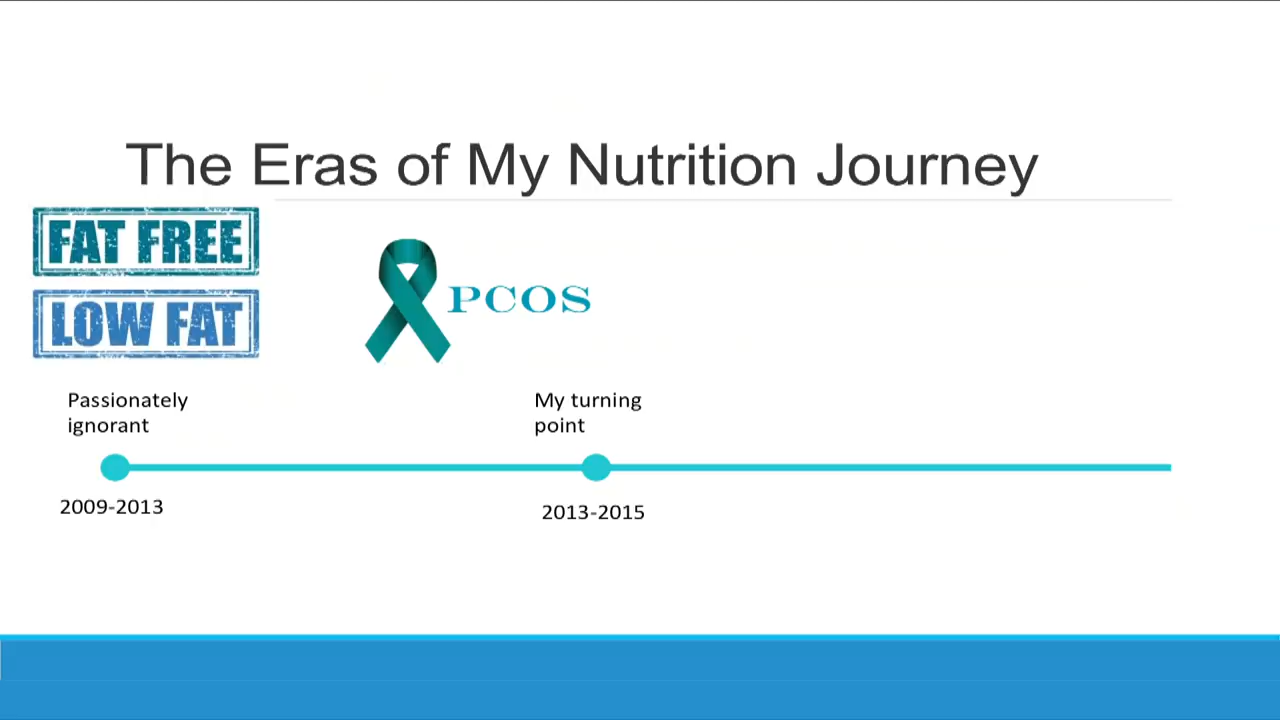 The Eras of My Nutrition Journey
FAT FREE
LOW FAT
PCOS
Passionately
ignorant
My turning
point
2009-2013
2013-2015